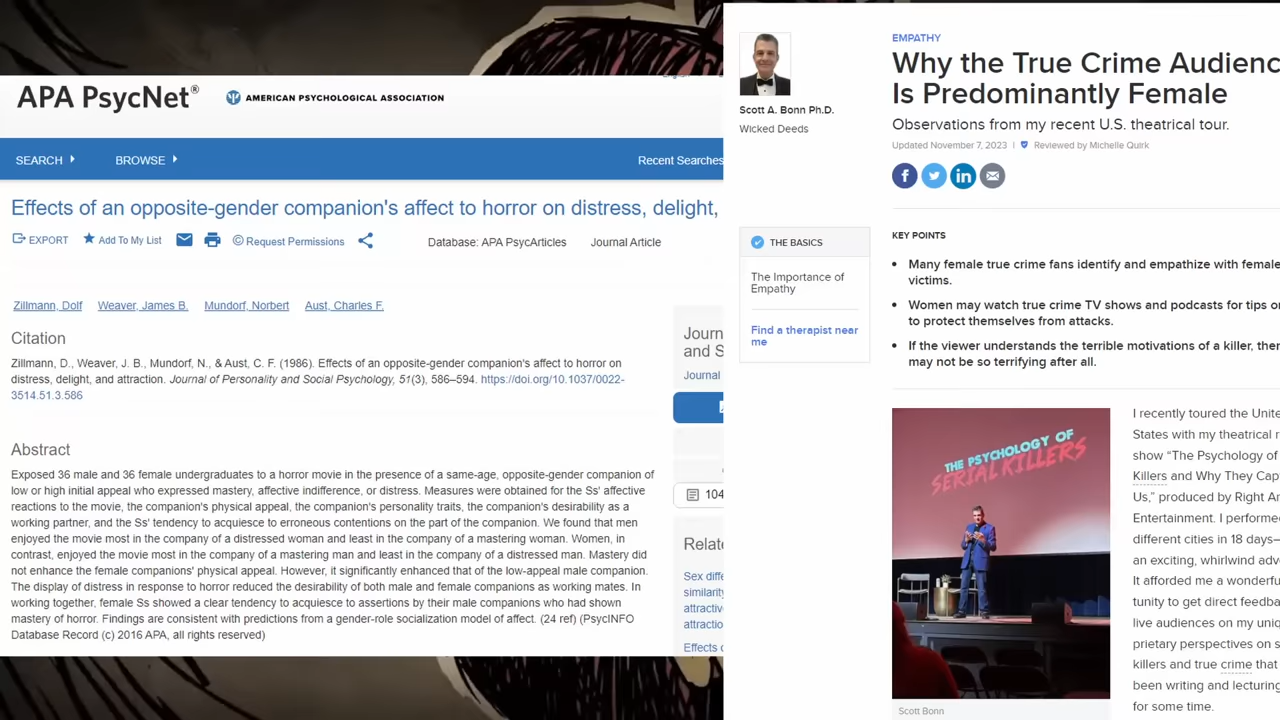 APA PsycNet®
AMERICAN PSYCHOLOGICAL ASSOCIATION
SEARCH
BROWSE
Recent Searches
Effects of an opposite-gender companion's affect to horror on distress, delight,
EXPORT
Add To My List
© Request Permissions
Database: APA PsycArticles
Journal Article
Zillmann, Dolf
Weaver, James B.
Mundorf, Norbert
Aust, Charles F.
Citation
Zillmann, D., Weaver, J. B., Mundorf, N., & Aust, C. F. (1986). Effects of an opposite-gender companion's affect to horror on
distress, delight, and attraction. Journal of Personality and Social Psychology, 51(3), 586–594. https://doi.org/10.1037/0022-
3514.51.3.586
Abstract
Exposed 36 male and 36 female undergraduates to a horror movie in the presence of a same-age, opposite-gender companion of
low or high initial appeal who expressed mastery, affective indifference, or distress. Measures were obtained for the Ss' affective
reactions to the movie, the companion's physical appeal, the companion's personality traits, the companion's desirability as a
working partner, and the Ss' tendency to acquiesce to erroneous contentions on the part of the companion. We found that men
enjoyed the movie most in the company of a distressed woman and least in the company of a mastering woman. Women, in
contrast, enjoyed the movie most in the company of a mastering man and least in the company of a distressed man. Mastery did
not enhance the female companions' physical appeal. However, it significantly enhanced that of the low-appeal male companion.
The display of distress in response to horror reduced the desirability of both male and female companions as working mates. In
working together, female Ss showed a clear tendency to acquiesce to assertions by their male companions who had shown
mastery of horror. Findings are consistent with predictions from a gender-role socialization model of affect. (24 ref) (PsycINFO
Database Record (c) 2016 APA, all rights reserved)
Journ
and S
Journal
104
Relate
Sex diffe
similarity
attractiv
attractio
Effects o
Scott A. Bonn Ph.D.
Wicked Deeds
THE BASICS
The Importance of
Empathy
Find a therapist near
me
EMPATHY
Why the True Crime Audienc
Is Predominantly Female
Observations from my recent U.S. theatrical tour.
Updated November 7, 2023 | Reviewed by Michelle Quirk
KEY POINTS
• Many female true crime fans identify and empathize with female
victims.
• Women may watch true crime TV shows and podcasts for tips on
to protect themselves from attacks.
• If the viewer understands the terrible motivations of a killer, then
may not be so terrifying after all.
THE PSYCHOLOGY OF
SERIAL KILLERS
Scott Bonn
I recently toured the Unite
States with my theatrical r
show “The Psychology of
Killers and Why They Cap
Us,” produced by Right An
Entertainment. I performed
different cities in 18 days—
an exciting, whirlwind adv
It afforded me a wonderfu
tunity to get direct feedba
live audiences on my uniq
prietary perspectives on s
killers and true crime that
been writing and lecturing
for some time.